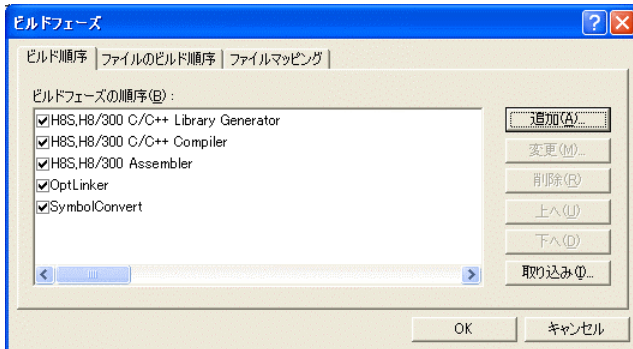 ビルドフェーズ
ビルド順序 ファイルのビルド順序 ファイルマッピング
ビルドフェーズの順序(B) :
H8S,H8/300 C/C++ Library Generator
H8S,H8/300 C/C++ Compiler
H8S,H8/300 Assembler
OptLinker
SymbolConvert
追加(A)...
変更(M)...
削除(R)
上へ(U)
下へ(D)
取り込み(I)...
OK キャンセル